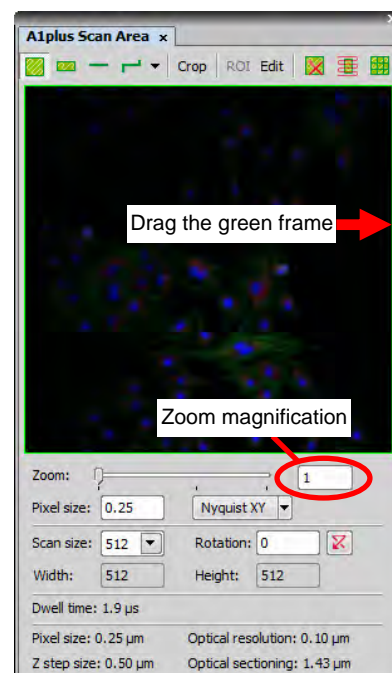 A1plus Scan Area x
Crop ROI Edit
Drag the green frame
Zoom magnification
Zoom: 1
Pixel size: 0.25 Nyquist XY
Scan size: 512 Rotation: 0
Width: 512 Height: 512
Dwell time: 1.9 µs
Pixel size: 0.25 µm Optical resolution: 0.10 µm
Z step size: 0.50 µm Optical sectioning: 1.43 µm